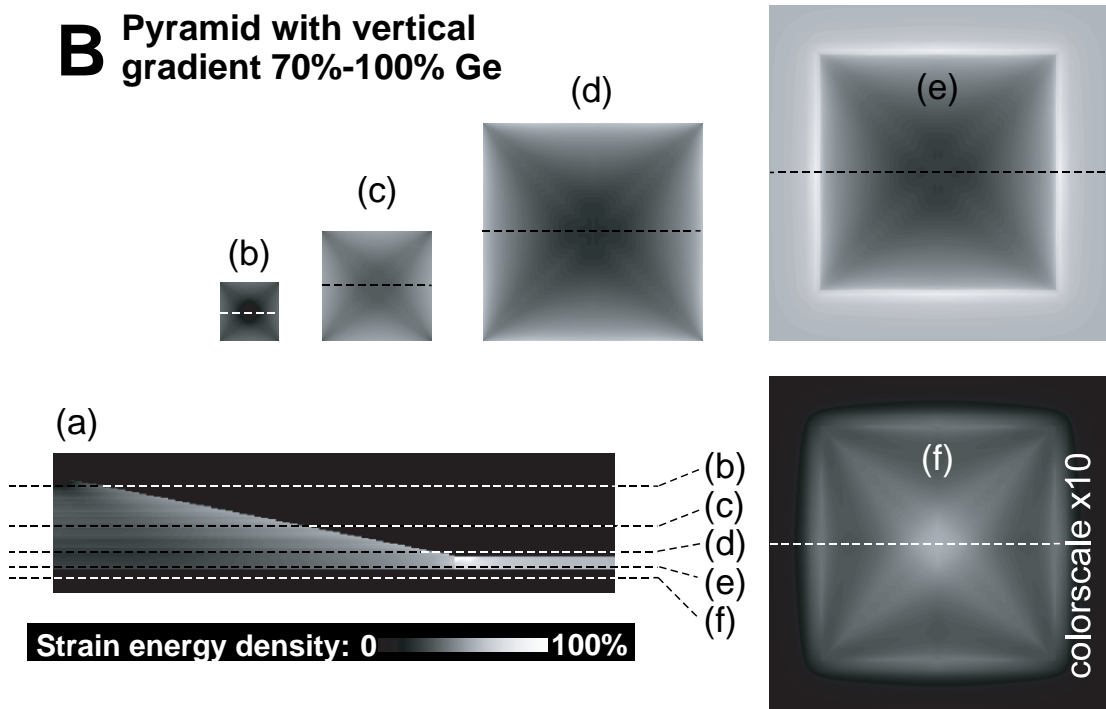 B Pyramid with vertical
gradient 70%-100% Ge
(b)
(c)
(d)
(e)
(a)
(b)
(c)
(d)
(e)
(f)
(f)
colorscale x10
Strain energy density: 0 100%